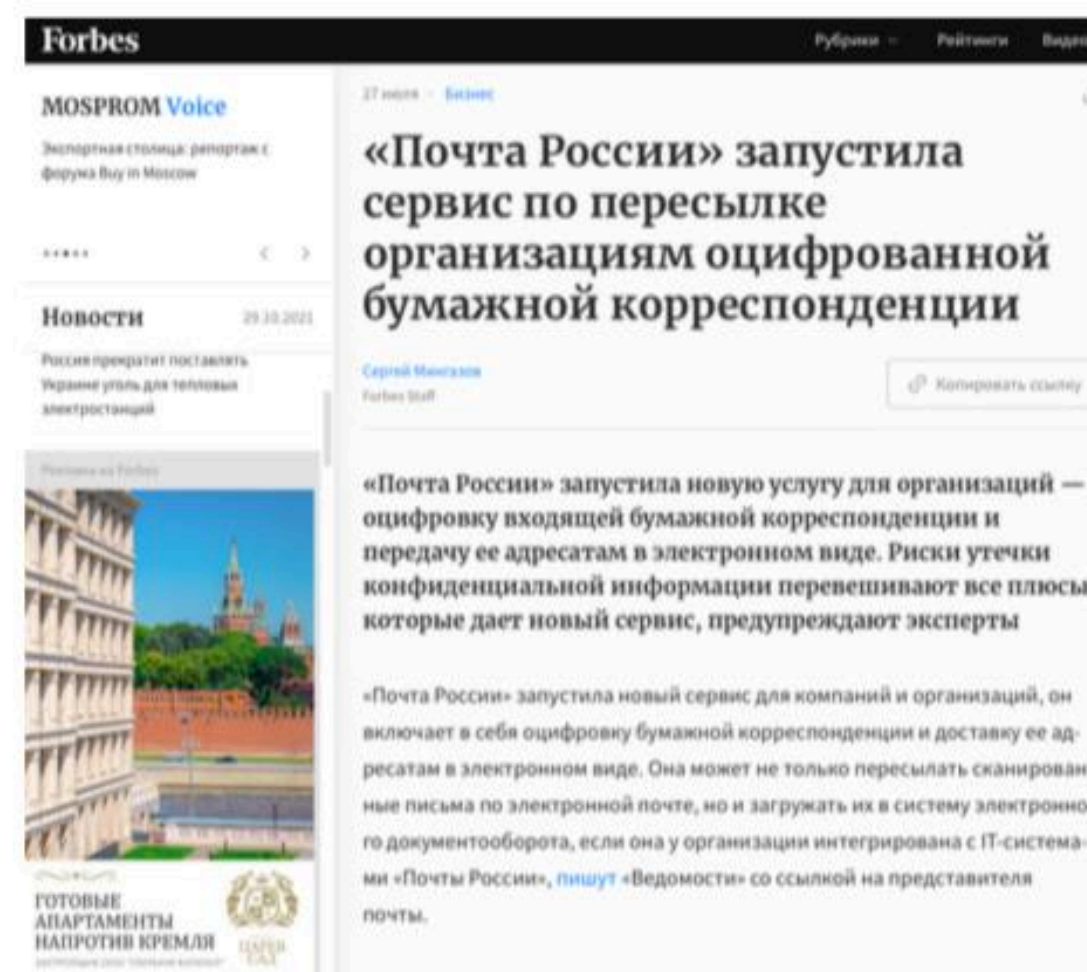 Forbes
Рубрики
Рейтинги
Видео
MOSPROM Voice
Экспортная столица: репортаж с
форума Buy in Moscow
Новости
29.10.2021
Россия прекратит поставлять
Украине уголь для тепловых
электростанций
Реклама на Forbes
ГОТОВЫЕ
АПАРТАМЕНТЫ
НАПРОТИВ КРЕМЛЯ
ЦАРЕВ
САД
27 июля
Бизнес
«Почта России» запустила
сервис по пересылке
организациям оцифрованной
бумажной корреспонденции
Сергей Мингазов
Forbes Staff
Копировать ссылку
«Почта России» запустила новую услугу для организаций —
оцифровку входящей бумажной корреспонденции и
передачу ее адресатам в электронном виде. Риски утечки
конфиденциальной информации перевешивают все плюсы
которые дает новый сервис, предупреждают эксперты
«Почта России» запустила новый сервис для компаний и организаций, он
включает в себя оцифровку бумажной корреспонденции и доставку ее ад-
ресатам в электронном виде. Она может не только пересылать сканирован
ные письма по электронной почте, но и загружать их в систему электронно
го документооборота, если она у организации интегрирована с IT-система-
ми «Почты России», пишут «Ведомости» со ссылкой на представителя
почты.